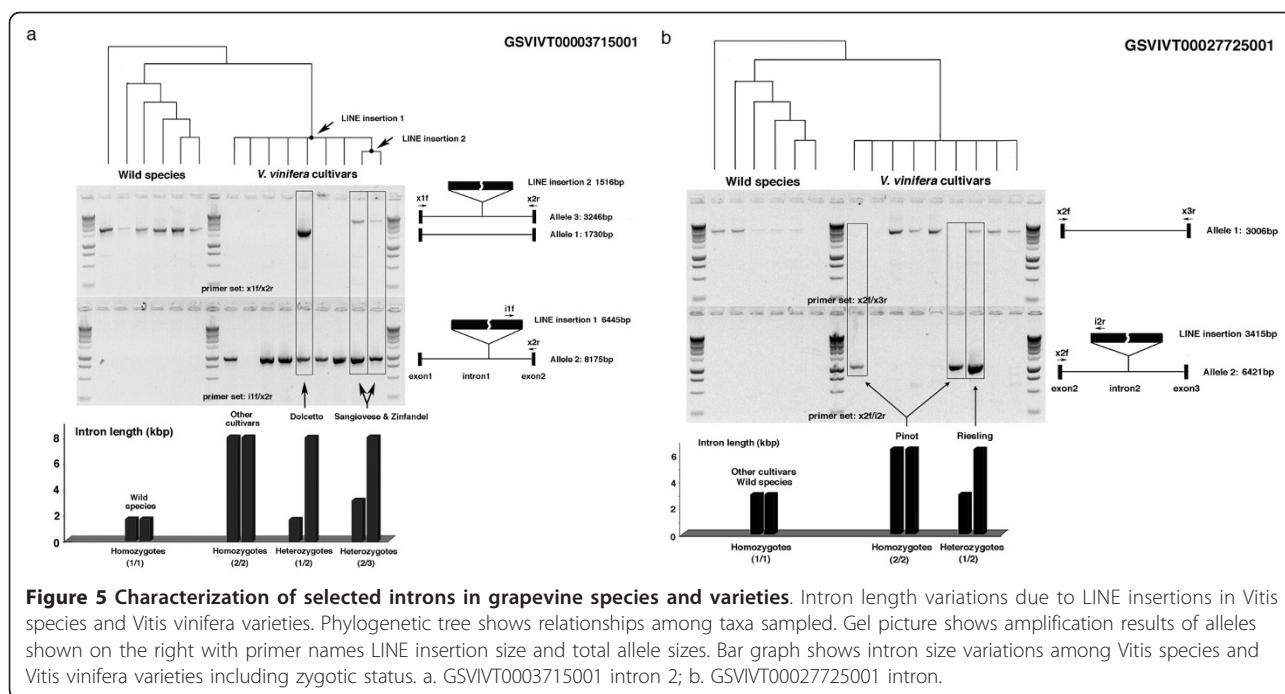 a
GSVIVT00003715001
LINE insertion 1
LINE insertion 2
Wild species
V. vinifera cultivars
LINE insertion 2 1516bp
x1f
x2r
Allele 3: 3246bp
Allele 1: 1730bp
primer set: x1f/x2r
i1f
LINE insertion 1 6445bp
x2r
Allele 2: 8175bp
exon1
intron1
exon2
primer set: i1f/x2r
Other
cultivars
Dolcetto
Sangiovese & Zinfandel
Intron length (kbp)
8
6
4
2
0
Wild
species
Homozygotes
(1/1)
Homozygotes
(2/2)
Heterozygotes
(1/2)
Heterozygotes
(2/3)
b
GSVIVT00027725001
Wild species
V. vinifera cultivars
x2f
x3r
Allele 1: 3006bp
primer set: x2f/x3r
i2r
LINE insertion 3415bp
x2f
Allele 2: 6421bp
exon2
intron2
exon3
primer set: x2f/i2r
Pinot
Riesling
Intron length (kbp)
6
4
2
0
Other cultivars
Wild species
Homozygotes
(1/1)
Homozygotes
(2/2)
Heterozygotes
(1/2)
Figure 5 Characterization of selected introns in grapevine species and varieties. Intron length variations due to LINE insertions in Vitis
species and Vitis vinifera varieties. Phylogenetic tree shows relationships among taxa sampled. Gel picture shows amplification results of alleles
shown on the right with primer names LINE insertion size and total allele sizes. Bar graph shows intron size variations among Vitis species and
Vitis vinifera varieties including zygotic status. a. GSVIVT0003715001 intron 2; b. GSVIVT00027725001 intron.